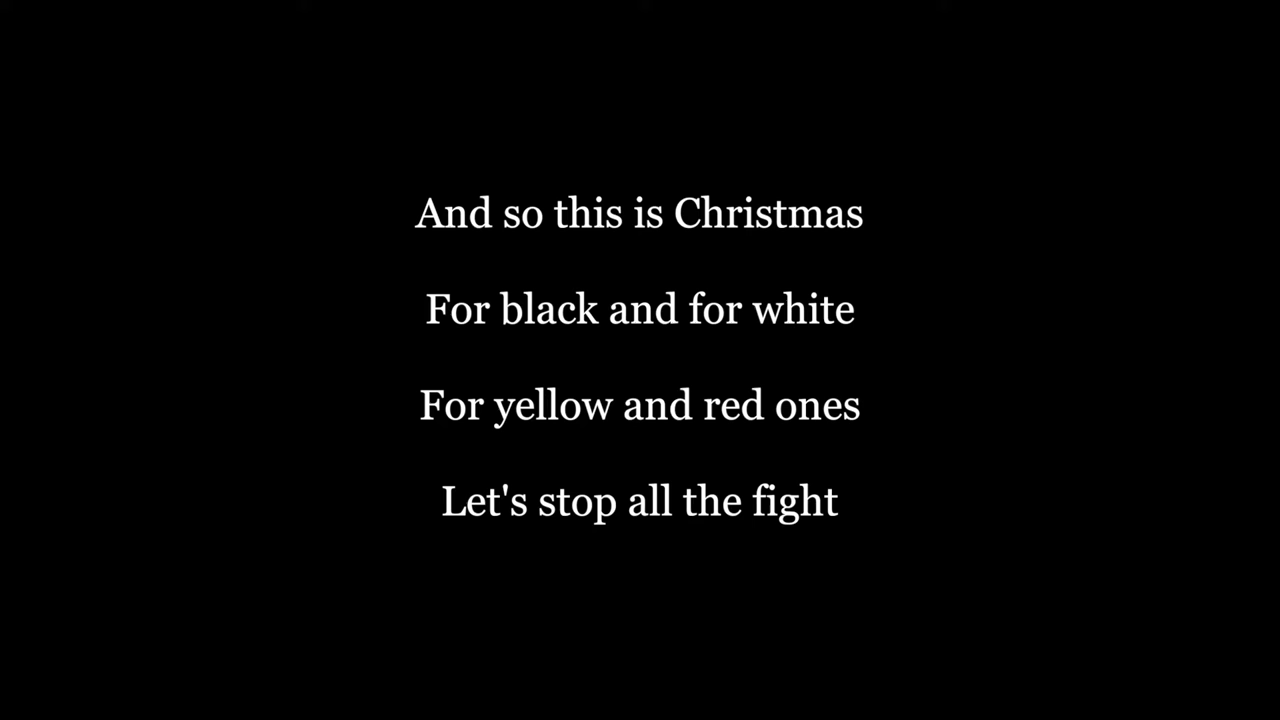 And so this is Christmas
For black and for white
For yellow and red ones
Let's stop all the fight